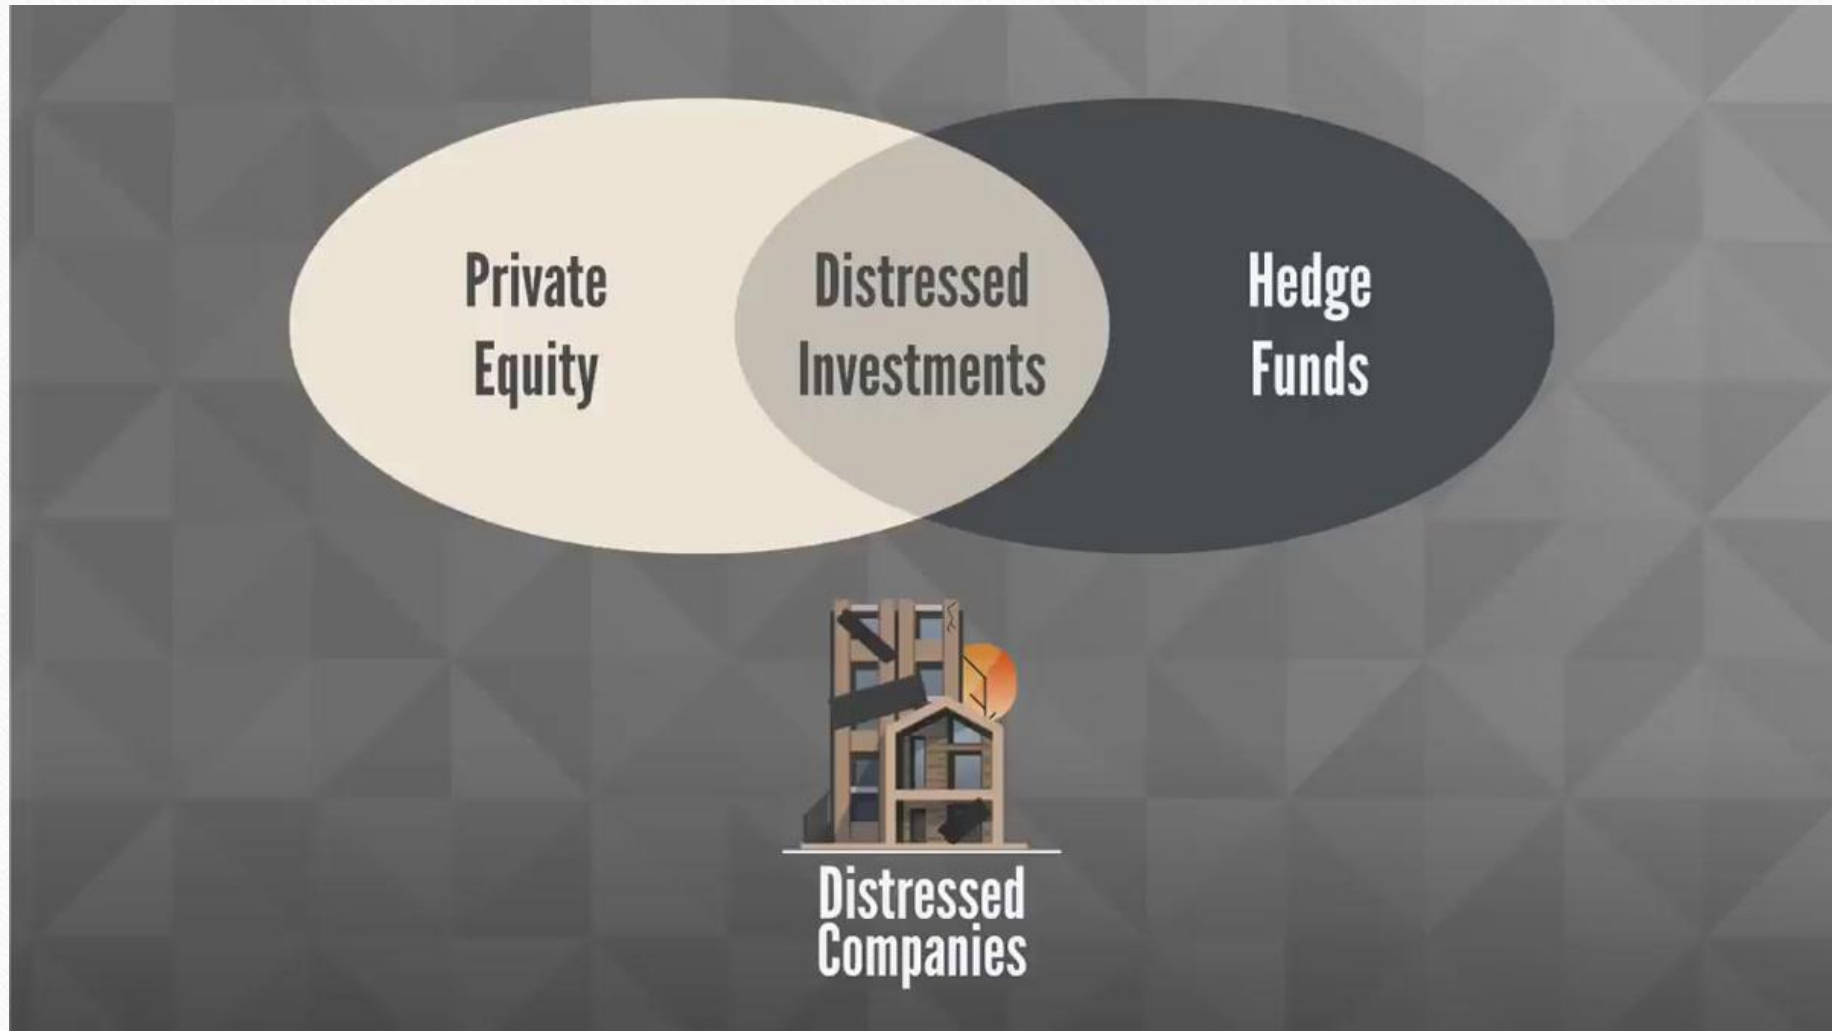 Private
Equity
Distressed
Investments
Hedge
Funds
Distressed
Companies